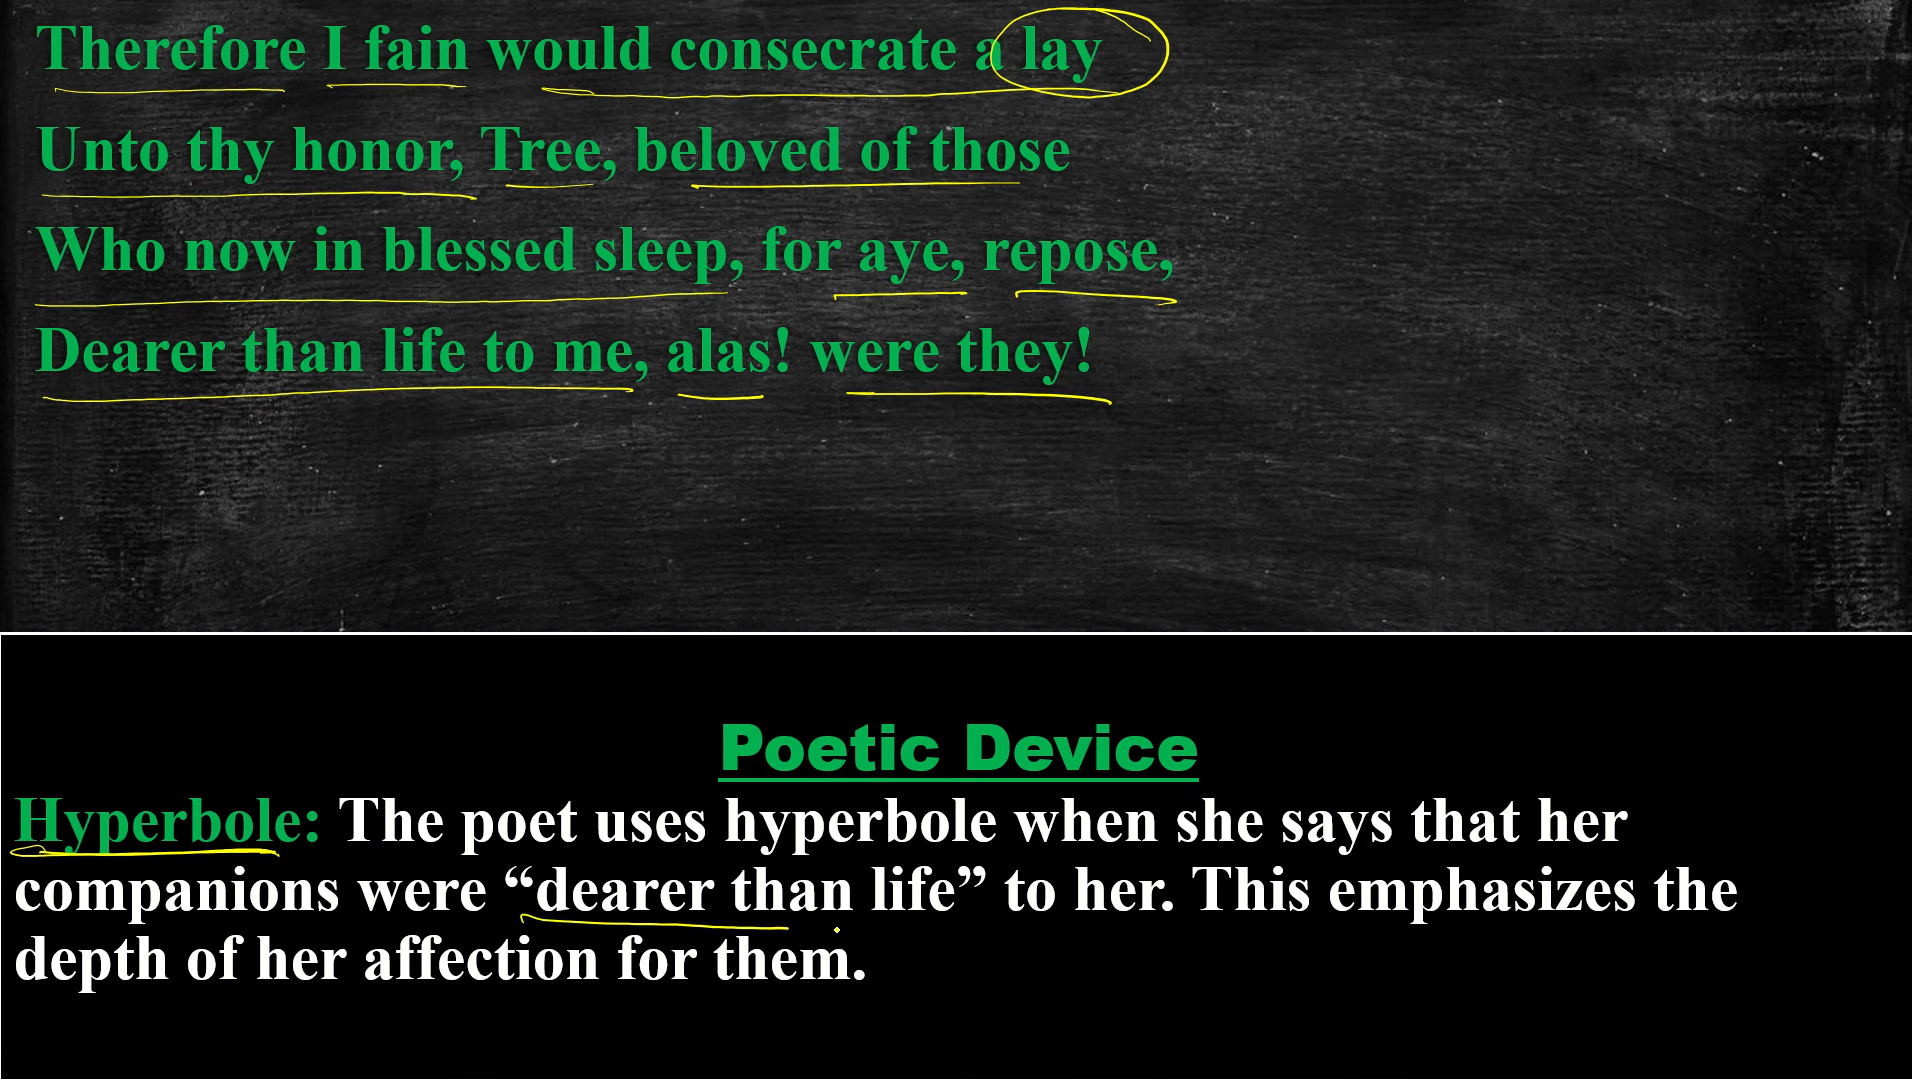 Therefore I fain would consecrate a lay
Unto thy honor, Tree, beloved of those
Who now in blessed sleep, for aye, repose,
Dearer than life to me, alas! were they!
Poetic Device
Hyperbole: The poet uses hyperbole when she says that her
companions were “dearer than life” to her. This emphasizes the
depth of her affection for them.